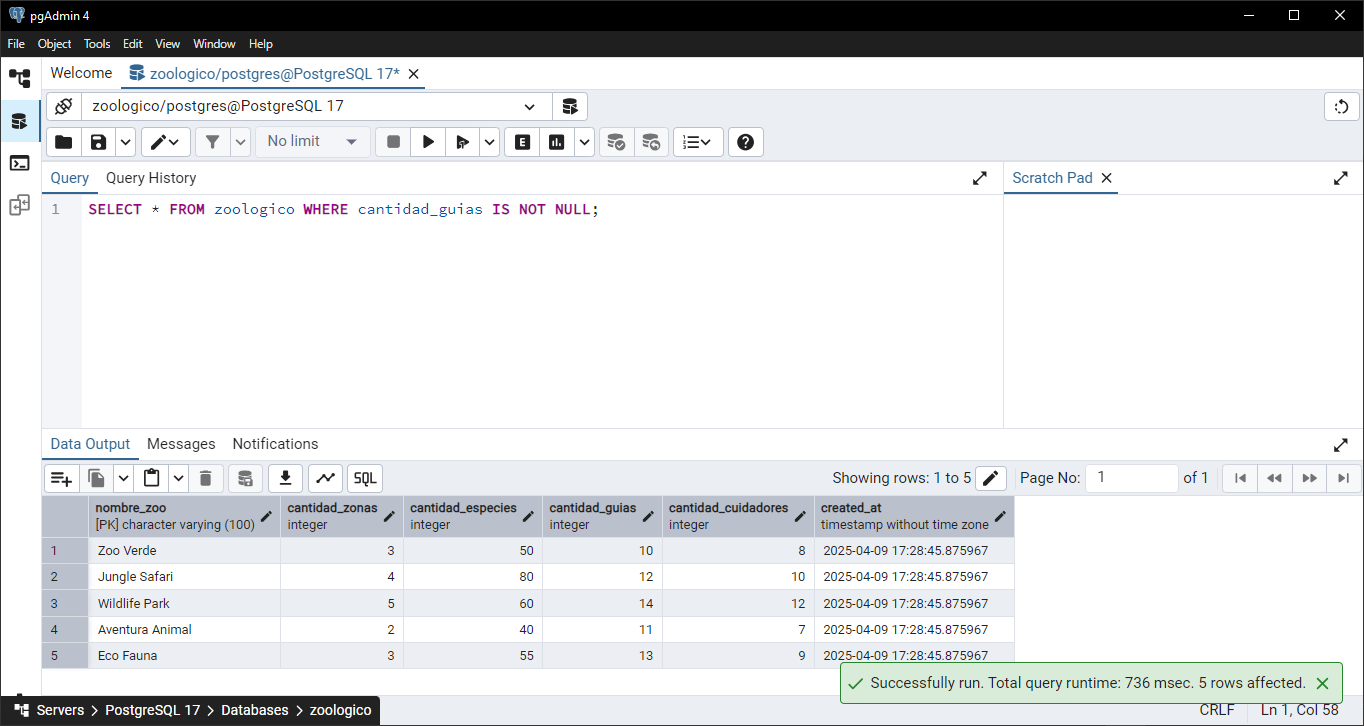 pgAdmin 4
File Object Tools Edit View Window Help
Welcome zoologico/postgres@PostgreSQL 17*
zoologico/postgres@PostgreSQL 17
No limit E
Query Query History Scratch Pad
1 SELECT * FROM zoologico WHERE cantidad_guias IS NOT NULL;
Data Output Messages Notifications
SQL Showing rows: 1 to 5 Page No: 1 of 1
nombre_zoo cantidad_zonas cantidad_especies cantidad_guias cantidad_cuidadores created_at
[PK] character varying (100) integer integer integer integer timestamp without time zone
1 Zoo Verde 3 50 10 8 2025-04-09 17:28:45.875967
2 Jungle Safari 4 80 12 10 2025-04-09 17:28:45.875967
3 Wildlife Park 5 60 14 12 2025-04-09 17:28:45.875967
4 Aventura Animal 2 40 11 7 2025-04-09 17:28:45.875967
5 Eco Fauna 3 55 13 9 2025-04-09 17:28:45.875967
Successfully run. Total query runtime: 736 msec. 5 rows affected.
Servers > PostgreSQL 17 > Databases > zoologico CRLF Ln 1, Col 58